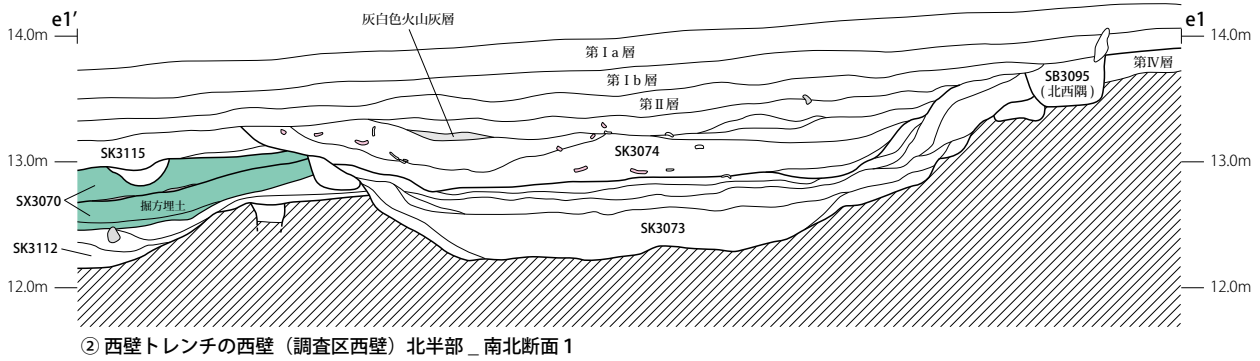 e1’
e1
灰白色火山灰層
14.0m
14.0m
第Ⅰa層
第Ⅳ層
第Ⅰb層
SB3095
(北西隅)
第Ⅱ層
SK3115
SK3074
13.0m
13.0m
SX3070
掘方埋土
SK3073
SK3112
12.0m
12.0m
② 西壁トレンチの西壁（調査区西壁）北半部 _ 南北断面 1